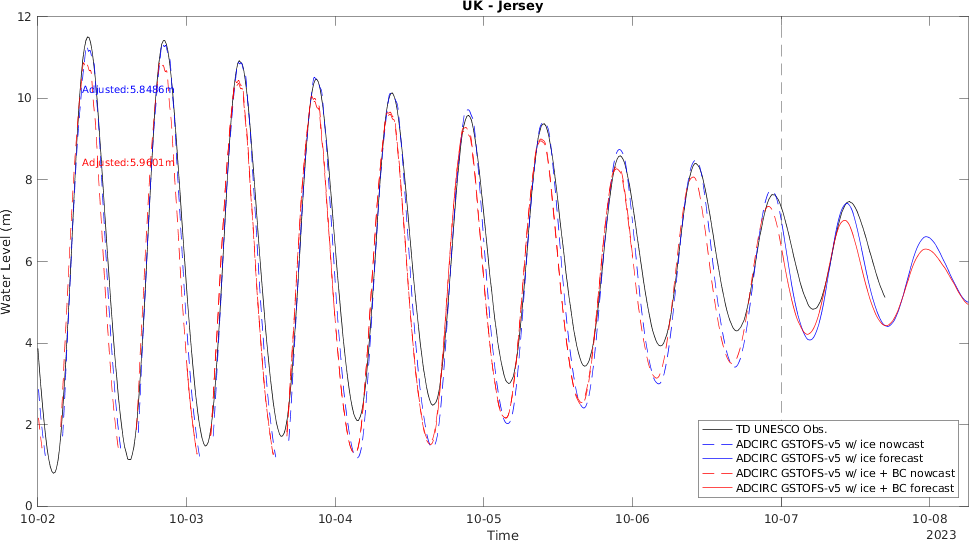 UK - Jersey
12
10
8
6
4
2
0
Water Level (m)
Adjusted:5.8486m
Adjusted:5.9601m
TD UNESCO Obs.
ADCIRC GSTOFS-v5 w/ ice nowcast
ADCIRC GSTOFS-v5 w/ ice forecast
ADCIRC GSTOFS-v5 w/ ice + BC nowcast
ADCIRC GSTOFS-v5 w/ ice + BC forecast
10-02 10-03 10-04 10-05 10-06 10-07 10-08
Time
2023